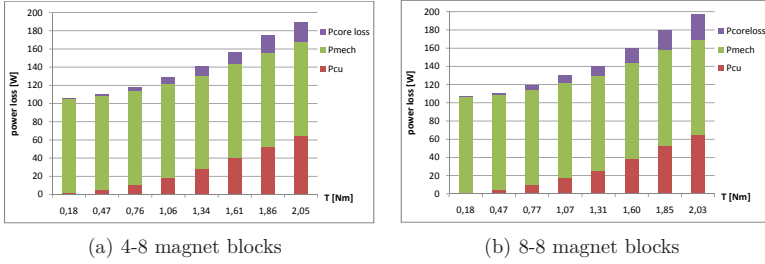 200
180
160
140
120
100
80
60
40
20
0
power loss [W]
Pcore loss
Pmech
Pcu
T [Nm]
0,18 0,47 0,76 1,06 1,34 1,61 1,86 2,05
(a) 4-8 magnet blocks
200
180
160
140
120
100
80
60
40
20
0
power loss [W]
Pcoreloss
Pmech
Pcu
T [Nm]
0,18 0,47 0,77 1,07 1,31 1,60 1,85 2,03
(b) 8-8 magnet blocks